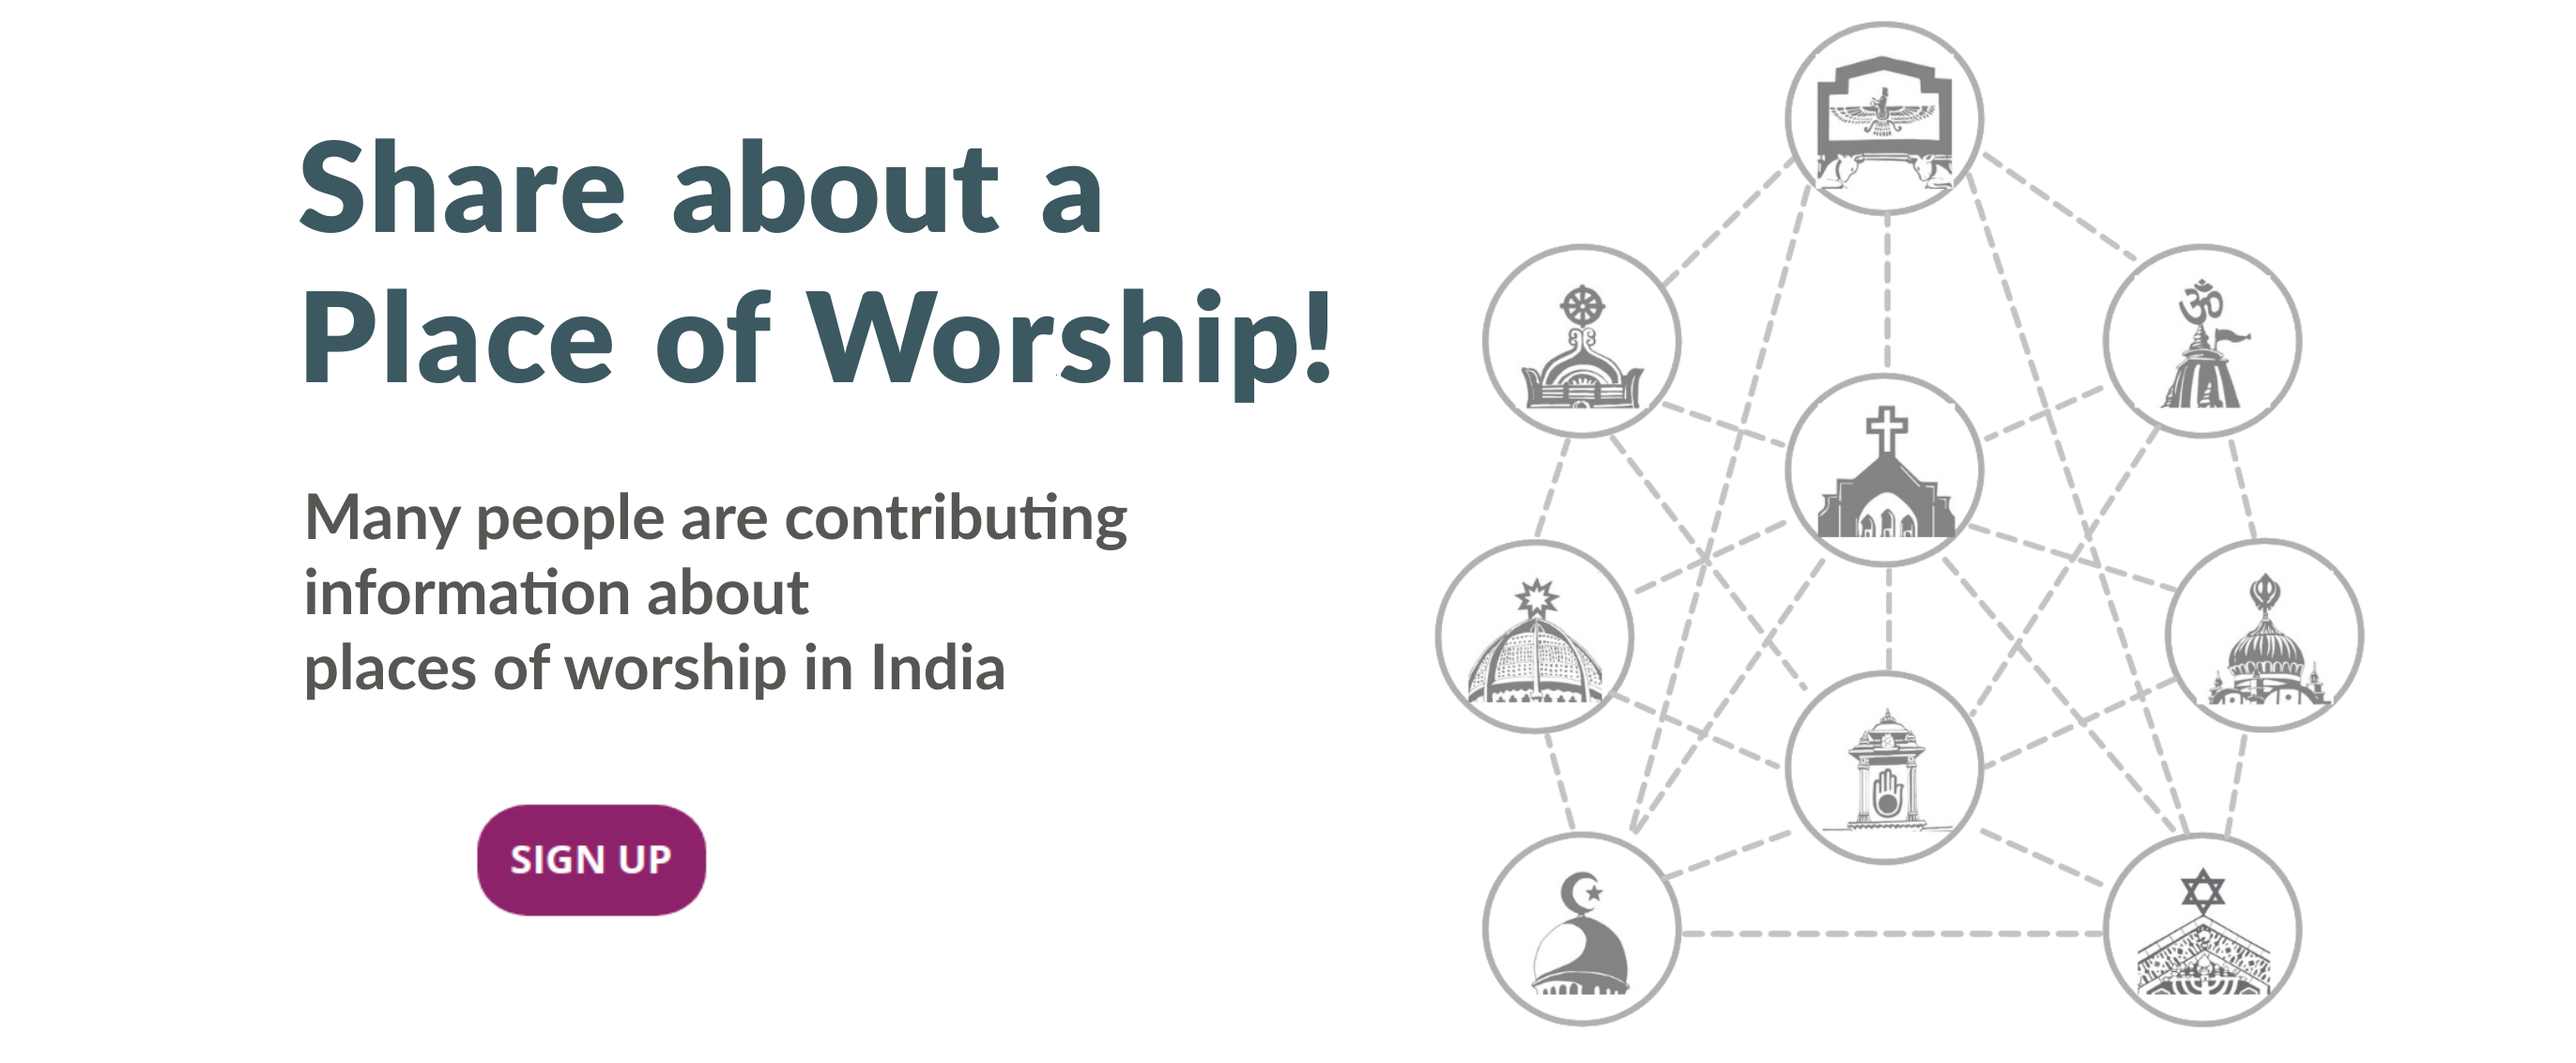 Share about a
Place of Worship!
Many people are contributing
information about
places of worship in India
SIGN UP
ॐ